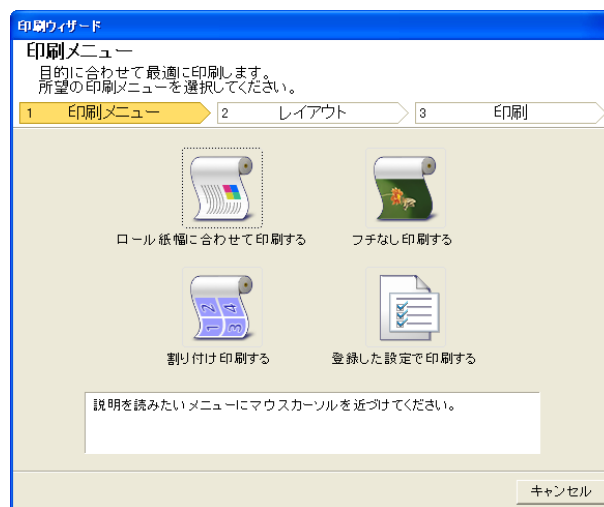 印刷ウィザード
印刷メニュー
目的に合わせて最適に印刷します。
所望の印刷メニューを選択してください。
1 印刷メニュー 2 レイアウト 3 印刷
ロール紙幅に合わせて印刷する フチなし印刷する
1 2 3 4
割り付け印刷する 登録した設定で印刷する
説明を読みたいメニューにマウスカーソルを近づけてください。
キャンセル